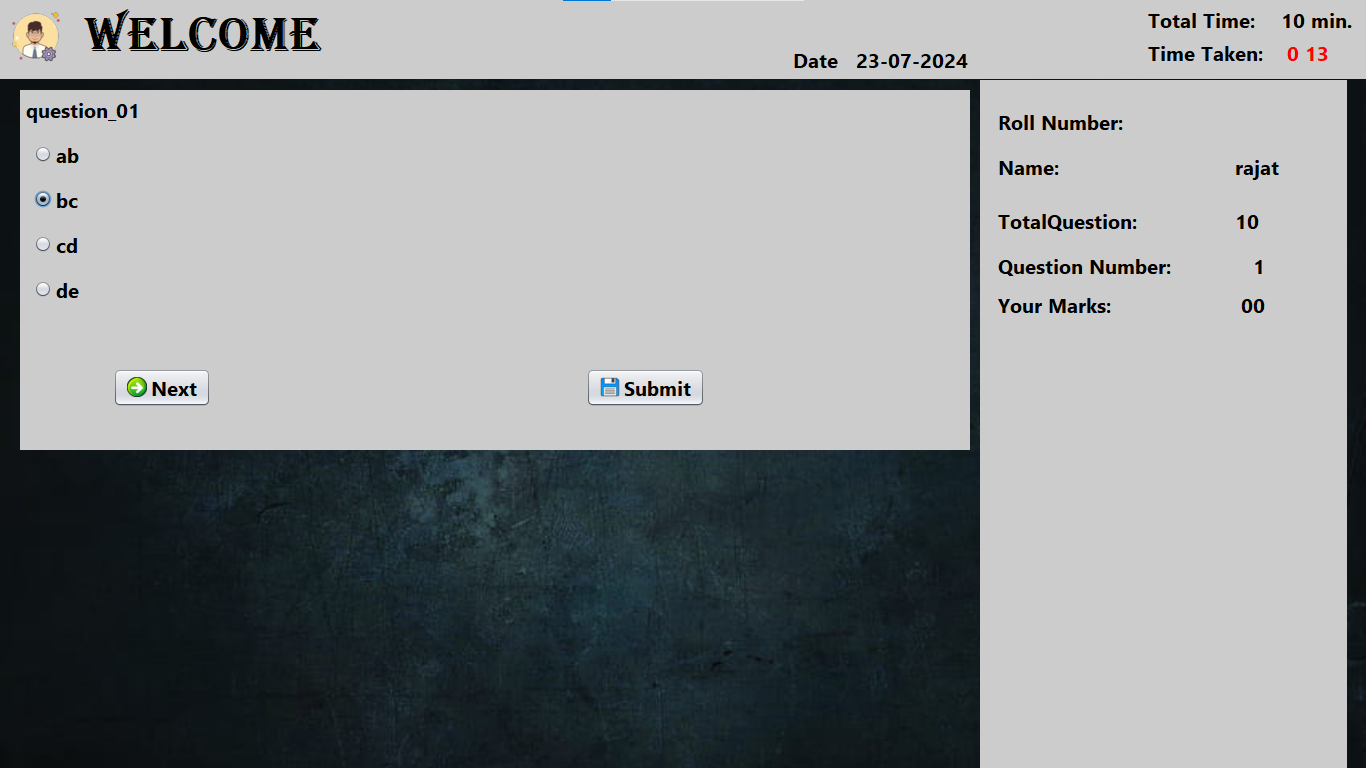 WELCOME
Date 23-07-2024
Total Time: 10 min.
Time Taken: 0 13
question_01
ab
bc
cd
de
Next
Submit
Roll Number:
Name: rajat
TotalQuestion: 10
Question Number: 1
Your Marks: 00